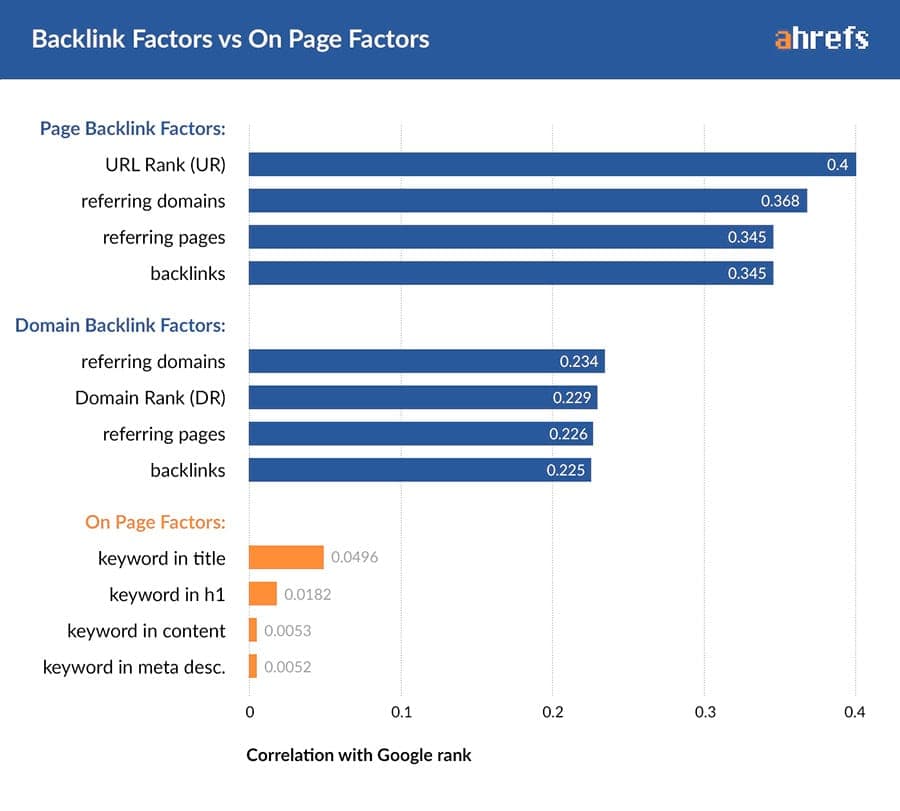 Backlink Factors vs On Page Factors
ahrefs
Page Backlink Factors:
URL Rank (UR) 0.4
referring domains 0.368
referring pages 0.345
backlinks 0.345
Domain Backlink Factors:
referring domains 0.234
Domain Rank (DR) 0.229
referring pages 0.226
backlinks 0.225
On Page Factors:
keyword in title 0.0496
keyword in h1 0.0182
keyword in content 0.0053
keyword in meta desc. 0.0052
0 0.1 0.2 0.3 0.4
Correlation with Google rank